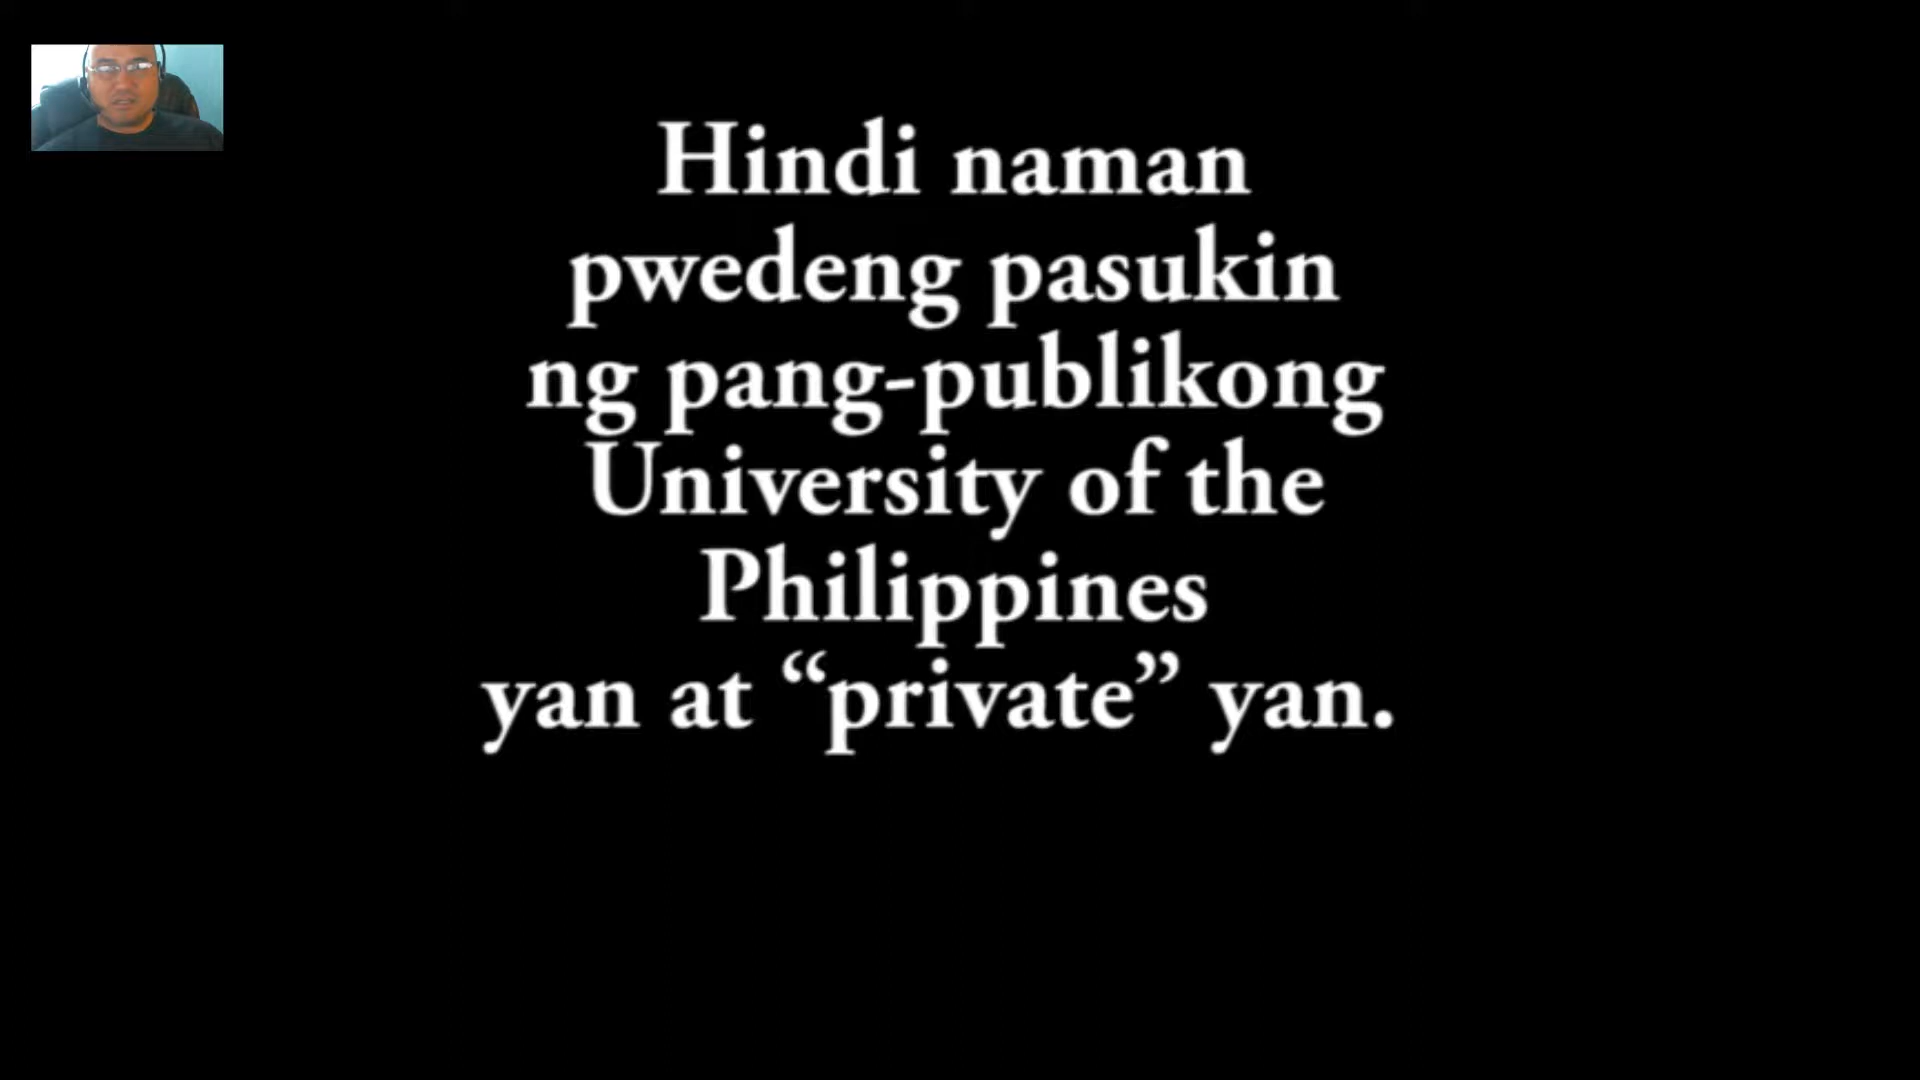 Hindi naman
pwedeng pasukin
ng pang-publikong
University of the
Philippines
yan at “private” yan.